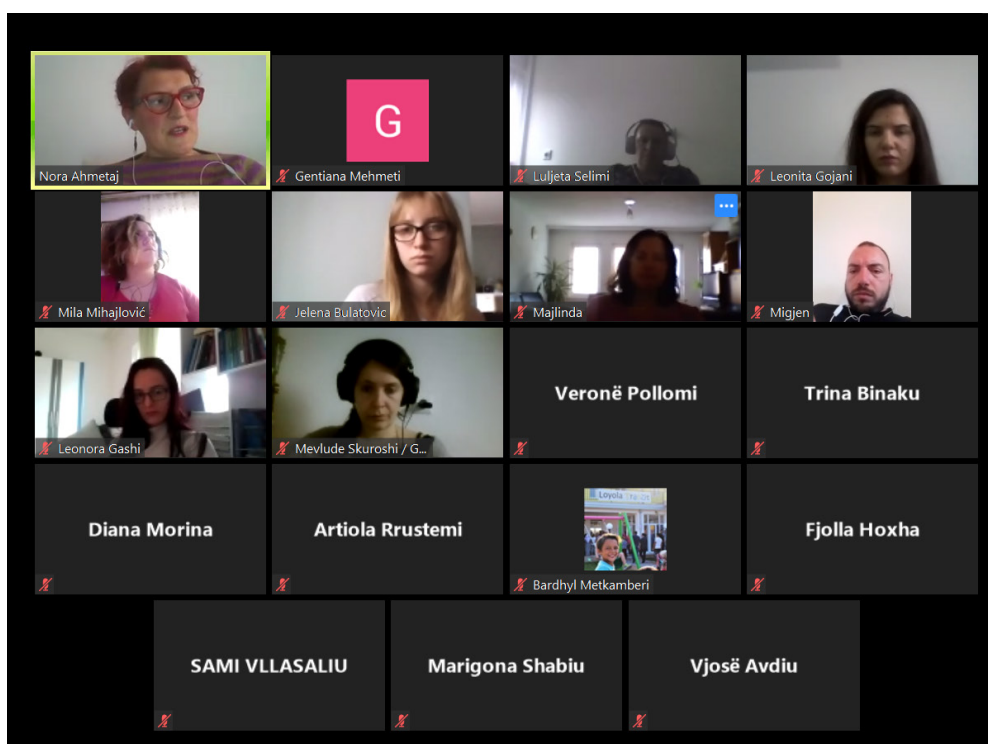 Nora Ahmetaj
G
Gentiana Mehmeti
Luljeta Selimi
Leonita Gojani
Mila Mihajlović
Jelena Bulatovic
Majlinda
Migjen
Leonora Gashi
Mevlude Skuroshi / G...
Veronë Pollomi
Trina Binaku
Diana Morina
Artiola Rrustemi
Loyola
Bardhyl Metkamberi
Fjolla Hoxha
SAMI VLLASALIU
Marigona Shabiu
Vjosë Avdiu